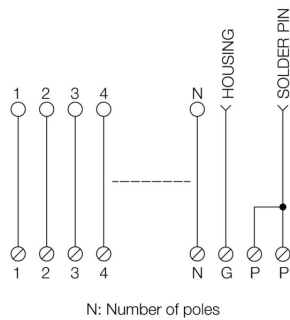 HOUSING
SOLDER PIN
1 2 3 4 N
1 2 3 4 N G P P
N: Number of poles